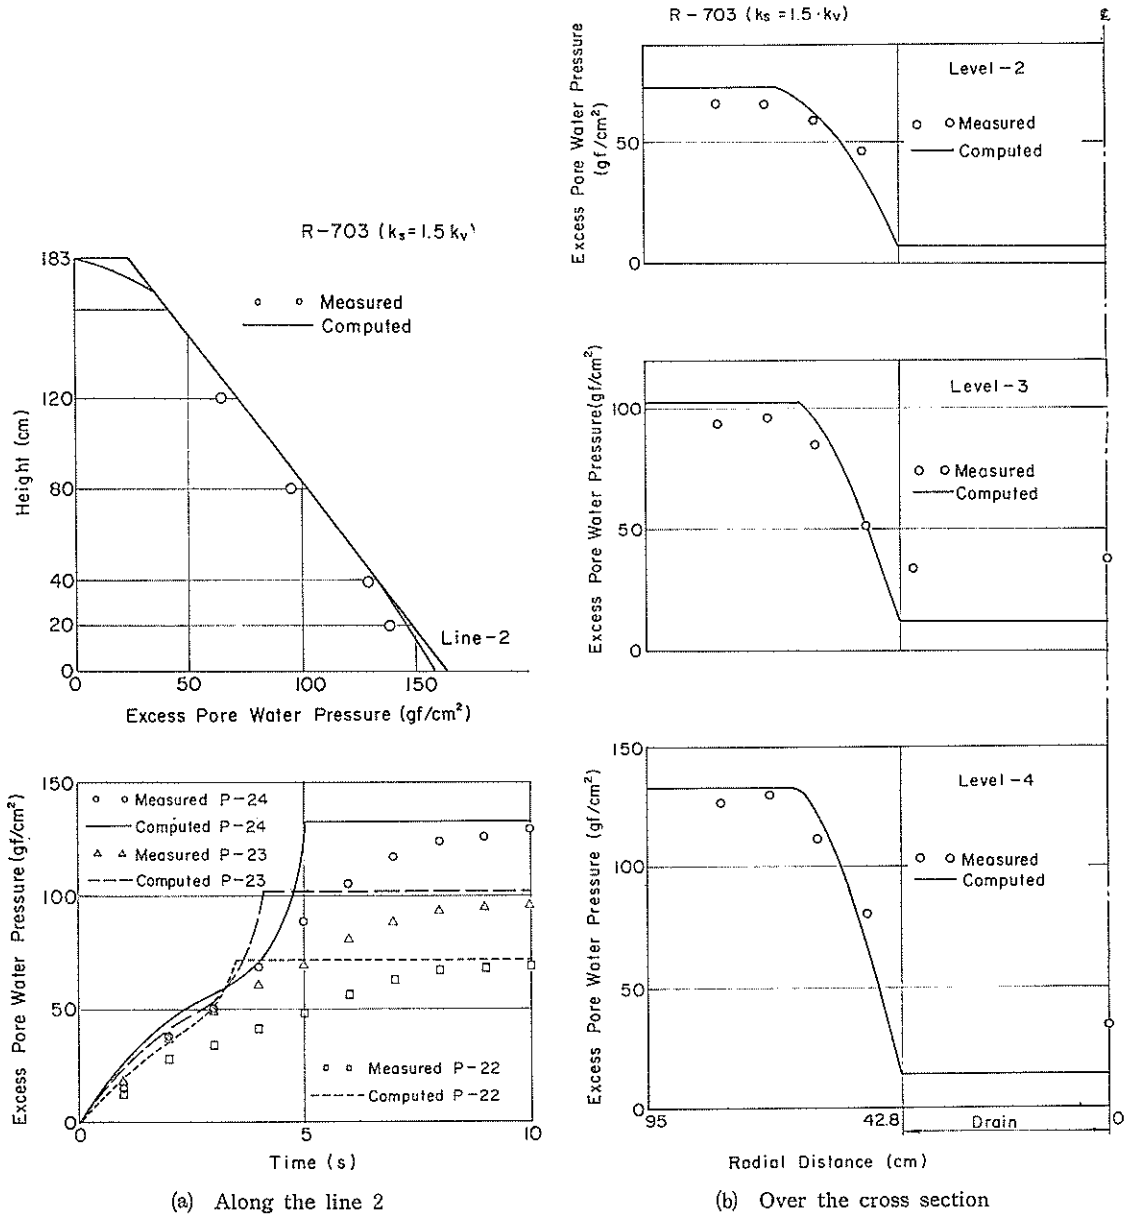 R-703 (ks=1.5kv)
183
120
80
40
20
0
Height (cm)
Measured
Computed
Line-2
0
50
100
150
Excess Pore Water Pressure (gf/cm²)
150
100
50
0
Excess Pore Water Pressure (gf/cm²)
Measured P-24
Computed P-24
Measured P-23
Computed P-23
Measured P-22
Computed P-22
0
5
10
Time (s)
(a) Along the line 2
R-703 (ks=1.5·kv)
℄
Level-2
Measured
Computed
50
0
Excess Pore Water Pressure
(gf/cm²)
Level-3
Measured
Computed
100
50
0
Excess Pore Water Pressure (gf/cm²)
Level-4
Measured
Computed
150
100
50
0
Excess Pore Water Pressure (gf/cm²)
95
42.8
Drain
0
Radial Distance (cm)
(b) Over the cross section